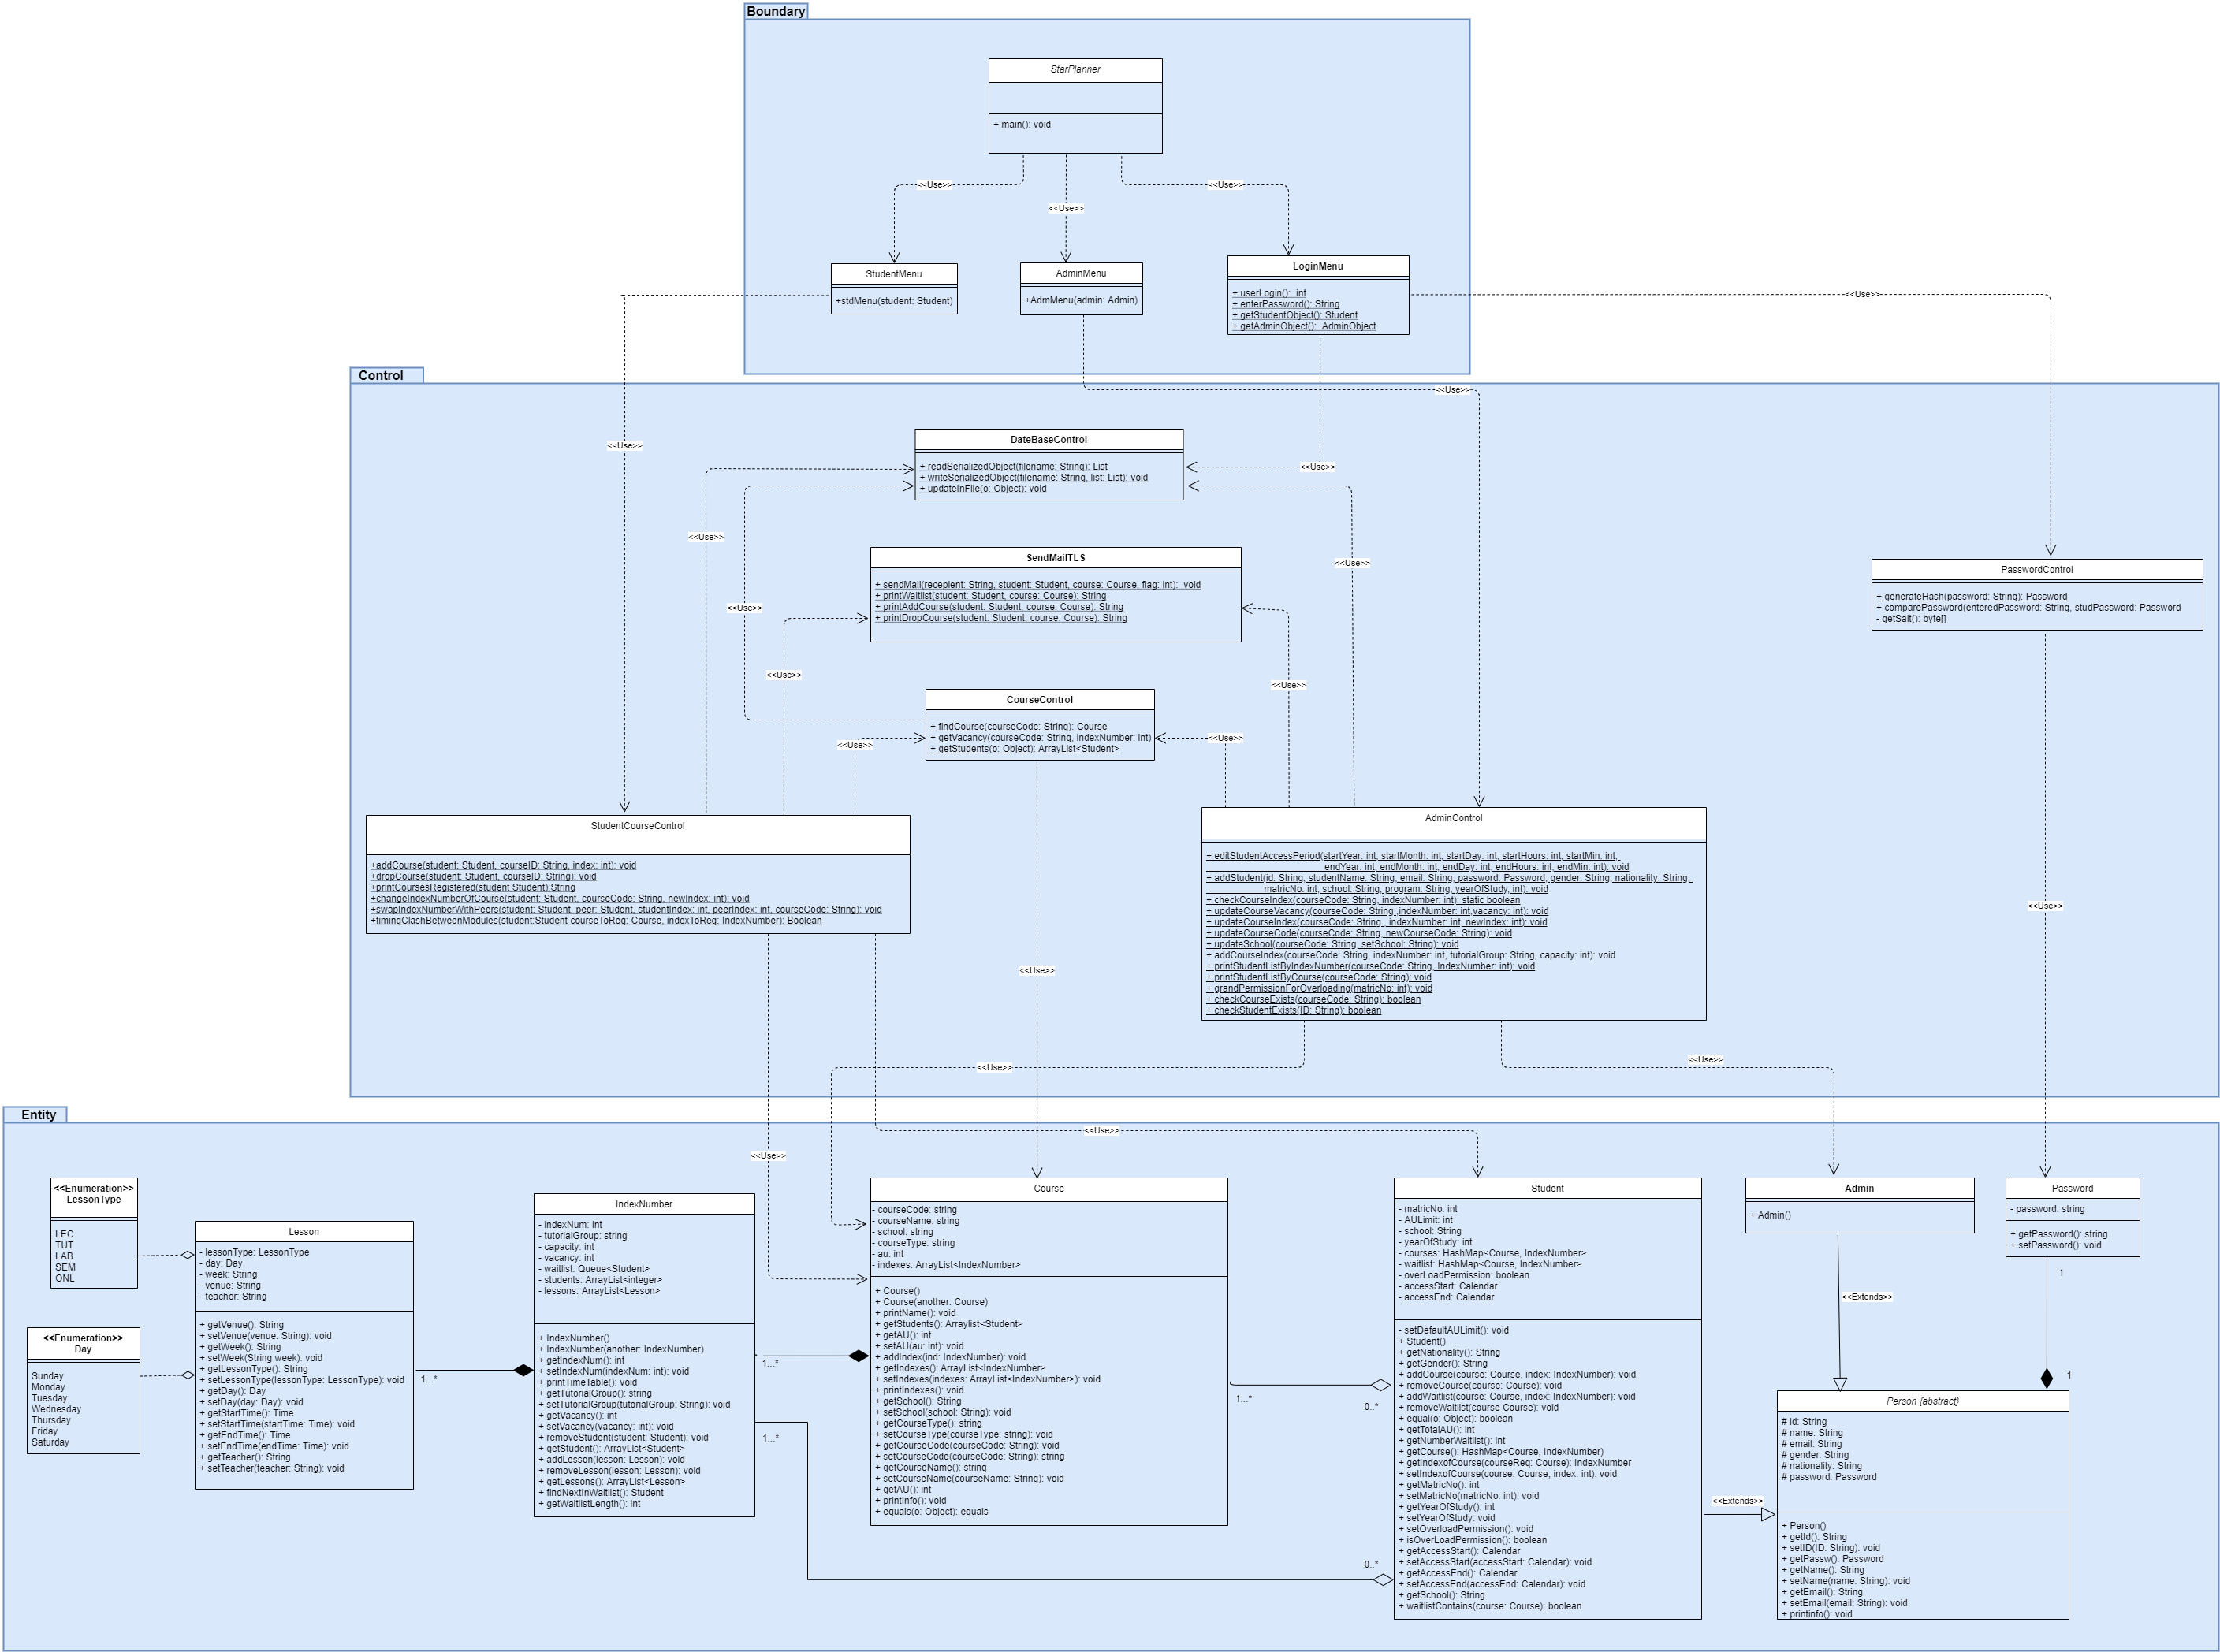 Boundary
StarPlanner
+ main(): void
<<Use>>
<<Use>>
<<Use>>
StudentMenu
+stdMenu(student: Student)
AdminMenu
+AdmMenu(admin: Admin)
LoginMenu
+ userLogin():  int
+ enterPassword(): String
+ getStudentObject(): Student
+ getAdminObject():  AdminObject
<<Use>>
Control
<<Use>>
<<Use>>
DateBaseControl
+ readSerializedObject(filename: String): List
+ writeSerializedObject(filename: String, list: List): void
+ updateInFile(o: Object): void
<<Use>>
<<Use>>
<<Use>>
<<Use>>
SendMailTLS
+ sendMail(recepient: String, student: Student, course: Course, flag: int):  void
+ printWaitlist(student: Student, course: Course): String
+ printAddCourse(student: Student, course: Course): String
+ printDropCourse(student: Student, course: Course): String
PasswordControl
+ generateHash(password: String): Password
+ comparePassword(enteredPassword: String, studPassword: Password
- getSalt(): byte[]
<<Use>>
<<Use>>
<<Use>>
CourseControl
+ findCourse(courseCode: String): Course
+ getVacancy(courseCode: String, indexNumber: int)
+ getStudents(o: Object): ArrayList<Student>
<<Use>>
<<Use>>
StudentCourseControl
+addCourse(student: Student, courseID: String, index: int): void
+dropCourse(student: Student, courseID: String): void
+printCoursesRegistered(student Student):String
+changeIndexNumberOfCourse(student: Student, courseCode: String, newIndex: int): void
+swapIndexNumberWithPeers(student: Student, peer: Student, studentIndex: int, peerIndex: int, courseCode: String): void
+timingClashBetweenModules(student:Student courseToReg: Course, indexToReg: IndexNumber): Boolean
AdminControl
+ editStudentAccessPeriod(startYear: int, startMonth: int, startDay: int, startHours: int, startMin: int,
endYear: int, endMonth: int, endDay: int, endHours: int, endMin: int): void
+ addStudent(id: String, studentName: String, email: String, password: Password, gender: String, nationality: String,
matricNo: int, school: String, program: String, yearOfStudy, int): void
+ checkCourseIndex(courseCode: String, indexNumber: int): static boolean
+ updateCourseVacancy(courseCode: String ,indexNumber: int,vacancy: int): void
+ updateCourseIndex(courseCode: String , indexNumber: int, newIndex: int): void
+ updateCourseCode(courseCode: String, newCourseCode: String): void
+ updateSchool(courseCode: String, setSchool: String): void
+ addCourseIndex(courseCode: String, indexNumber: int, tutorialGroup: String, capacity: int): void
+ printStudentListByIndexNumber(courseCode: String, IndexNumber: int): void
+ printStudentListByCourse(courseCode: String): void
+ grandPermissionForOverloading(matricNo: int): void
+ checkCourseExists(courseCode: String): boolean
+ checkStudentExists(ID: String): boolean
<<Use>>
<<Use>>
<<Use>>
<<Use>>
Entity
<<Use>>
<<Use>>
<<Enumeration>>
LessonType
LEC
TUT
LAB
SEM
ONL
<<Enumeration>>
Day
Sunday
Monday
Tuesday
Wednesday
Thursday
Friday
Saturday
Lesson
- lessonType: LessonType
- day: Day
- week: String
- venue: String
- teacher: String
+ getVenue(): String
+ setVenue(venue: String): void
+ getWeek(): String
+ setWeek(String week): void
+ getLessonType(): String
+ setLessonType(lessonType: LessonType): void
+ getDay(): Day
+ setDay(day: Day): void
+ getStartTime(): Time
+ setStartTime(startTime: Time): void
+ getEndTime(): Time
+ setEndTime(endTime: Time): void
+ getTeacher(): String
+ setTeacher(teacher: String): void
1...*
IndexNumber
- indexNum: int
- tutorialGroup: string
- capacity: int
- vacancy: int
- waitlist: Queue<Student>
- students: ArrayList<integer>
- lessons: ArrayList<Lesson>
+ IndexNumber()
+ IndexNumber(another: IndexNumber)
+ getIndexNum(): int
+ setIndexNum(indexNum: int): void
+ printTimeTable(): void
+ getTutorialGroup(): string
+ setTutorialGroup(tutorialGroup: String): void
+ getVacancy(): int
+ setVacancy(vacancy: int): void
+ removeStudent(student: Student): void
+ getStudent(): ArrayList<Student>
+ addLesson(lesson: Lesson): void
+ removeLesson(lesson: Lesson): void
+ getLessons(): ArrayList<Lesson>
+ findNextInWaitlist(): Student
+ getWaitlistLength(): int
1...*
1...*
Course
- courseCode: string
- courseName: string
- school: string
- courseType: string
- au: int
- indexes: ArrayList<IndexNumber>
+ Course()
+ Course(another: Course)
+ printName(): void
+ getStudents(): Arraylist<Student>
+ getAU(): int
+ setAU(au: int): void
+ addIndex(ind: IndexNumber): void
+ getIndexes(): ArrayList<IndexNumber>
+ setIndexes(indexes: ArrayList<IndexNumber>): void
+ printIndexes(): void
+ getSchool(): String
+ setSchool(school: String): void
+ getCourseType(): string
+ setCourseType(courseType: string): void
+ getCourseCode(courseCode: String): void
+ setCourseCode(courseCode: String): string
+ getCourseName(): string
+ setCourseName(courseName: String): void
+ getAU(): int
+ printInfo(): void
+ equals(o: Object): equals
1...*
0..*
0..*
Student
- matricNo: int
- AULimit: int
- school: String
- yearOfStudy: int
- courses: HashMap<Course, IndexNumber>
- waitlist: HashMap<Course, IndexNumber>
- overLoadPermission: boolean
- accessStart: Calendar
- accessEnd: Calendar
- setDefaultAULimit(): void
+ Student()
+ getNationality(): String
+ getGender(): String
+ addCourse(course: Course, index: IndexNumber): void
+ removeCourse(course: Course): void
+ addWaitlist(course: Course, index: IndexNumber): void
+ removeWaitlist(course Course): void
+ equal(o: Object): boolean
+ getTotalAU(): int
+ getNumberWaitlist(): int
+ getCourse(): HashMap<Course, IndexNumber)
+ getIndexofCourse(courseReq: Course): IndexNumber
+ setIndexofCourse(course: Course, index: int): void
+ getMatricNo(): int
+ setMatricNo(matricNo: int): void
+ getYearOfStudy(): int
+ setYearOfStudy: void
+ setOverloadPermission(): void
+ isOverLoadPermission(): boolean
+ getAccessStart(): Calendar
+ setAccessStart(accessStart: Calendar): void
+ getAccessEnd(): Calendar
+ setAccessEnd(accessEnd: Calendar): void
+ getSchool(): String
+ waitlistContains(course: Course): boolean
Admin
+ Admin()
<<Extends>>
<<Extends>>
Password
- password: string
+ getPassword(): string
+ setPassword(): void
1
1
Person {abstract}
# id: String
# name: String
# email: String
# gender: String
# nationality: String
# password: Password
+ Person()
+ getId(): String
+ setID(ID: String): void
+ getPassw(): Password
+ getName(): String
+ setName(name: String): void
+ getEmail(): String
+ setEmail(email: String): void
+ printinfo(): void